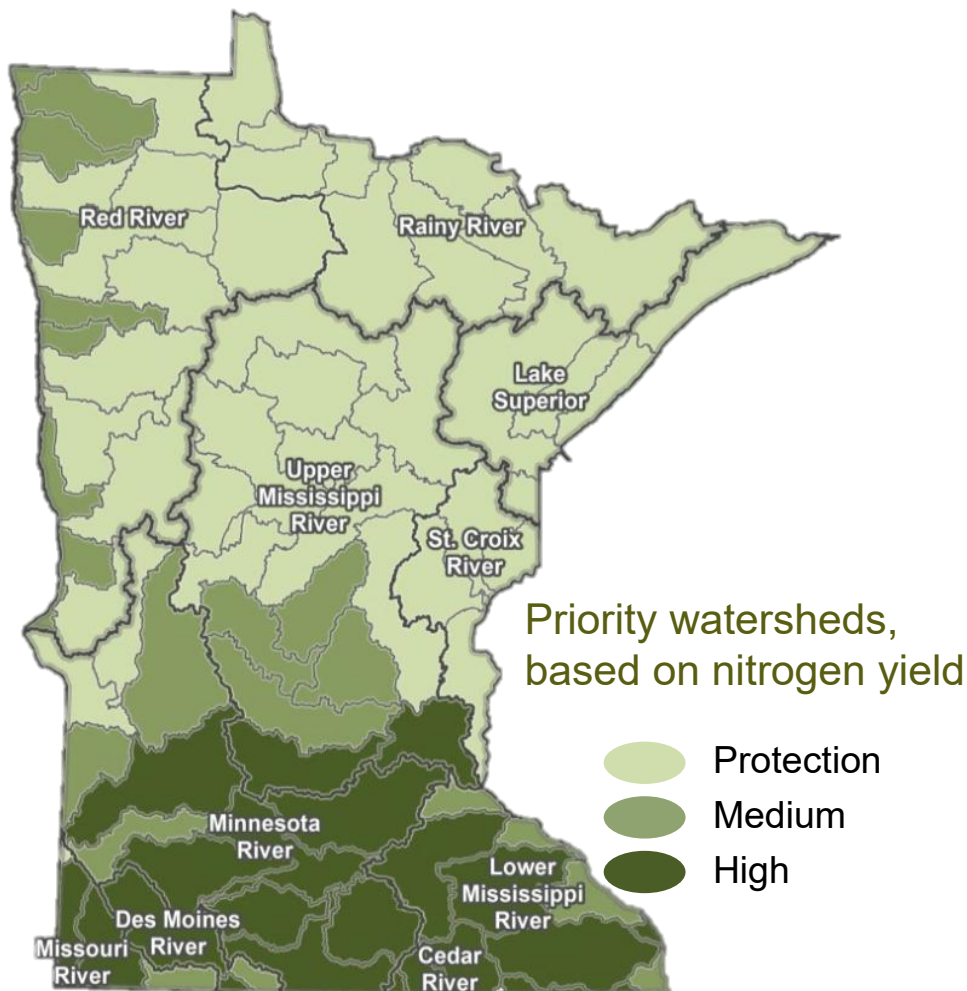 Red River
Rainy River
Lake
Superior
Upper
Mississippi
River
St. Croix
River
Priority watersheds,
based on nitrogen yield
Protection
Medium
High
Minnesota
River
Lower
Mississippi
River
Des Moines
River
Missouri
River
Cedar
River